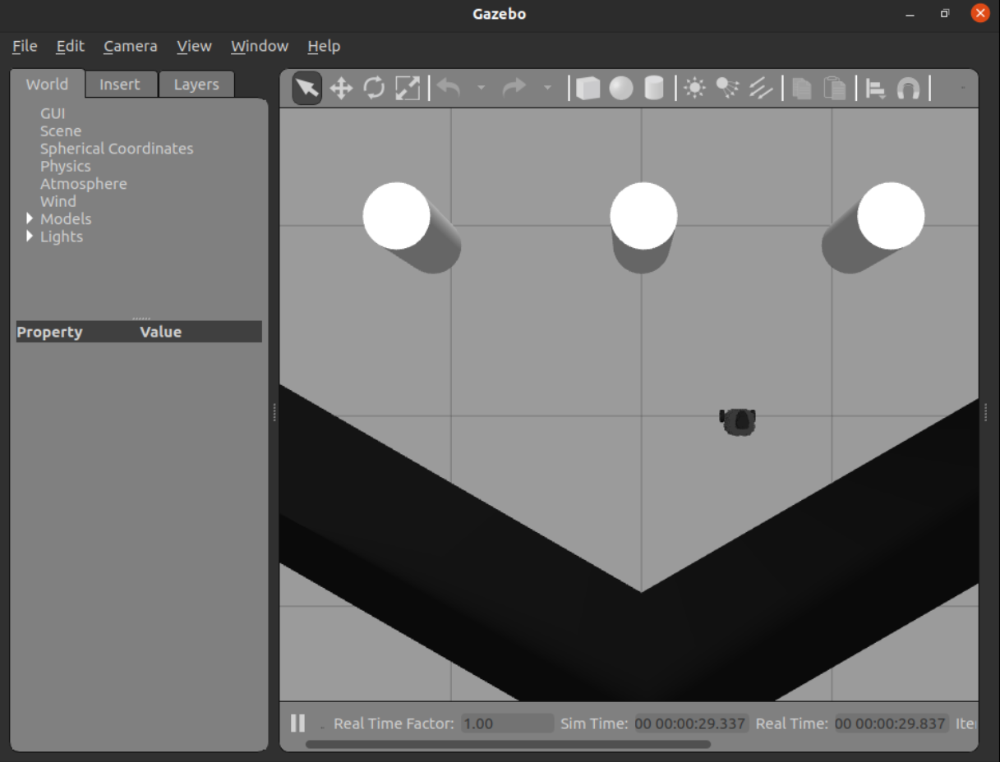 Gazebo
File Edit Camera View Window Help
World Insert Layers
GUI
Scene
Spherical Coordinates
Physics
Atmosphere
Wind
Models
Lights
Property Value
Real Time Factor: 1.00 Sim Time: 00 00:00:29.337 Real Time: 00 00:00:29.837 Ite